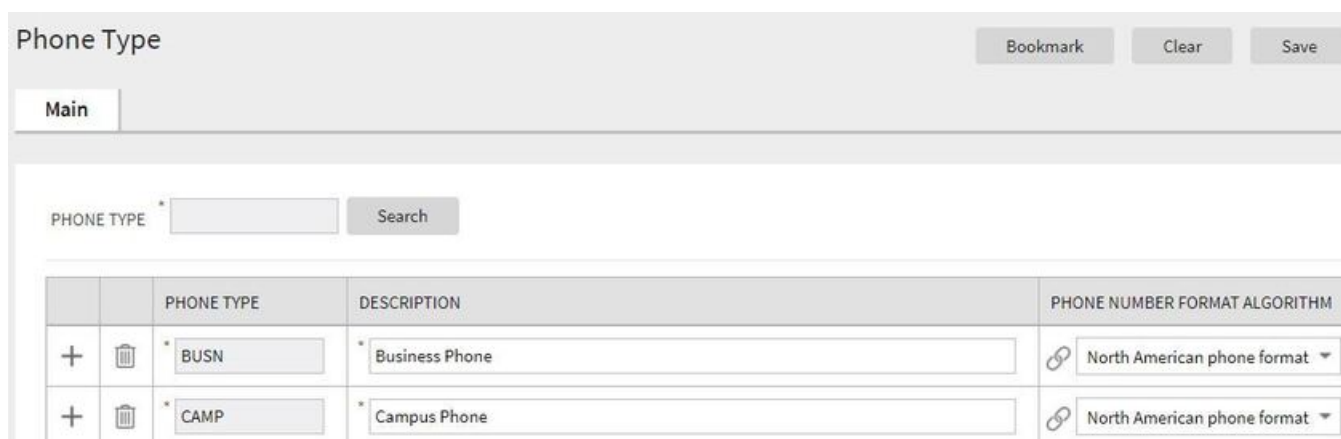 Phone Type
Bookmark Clear Save
Main
PHONE TYPE * Search
PHONE TYPE DESCRIPTION PHONE NUMBER FORMAT ALGORITHM
* BUSN * Business Phone North American phone format
* CAMP * Campus Phone North American phone format